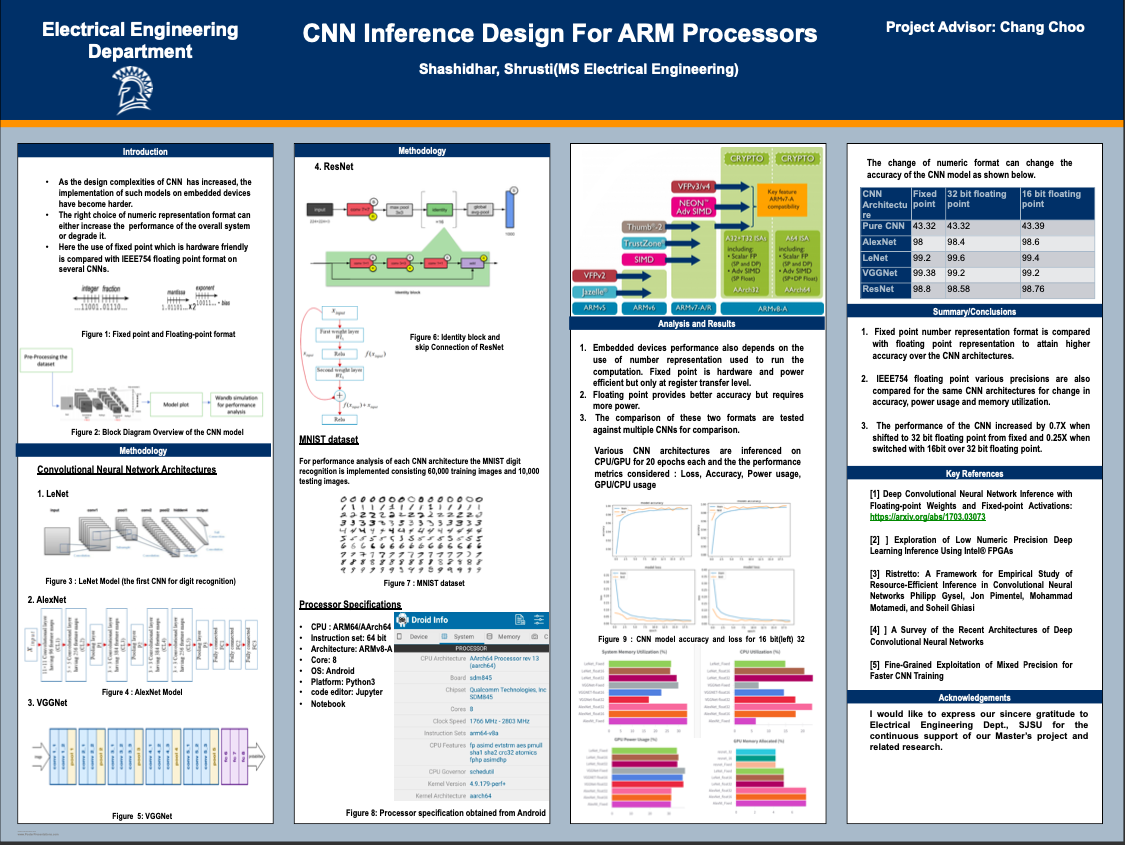 Electrical Engineering
Department
CNN Inference Design For ARM Processors
Shashidhar, Shrusti(MS Electrical Engineering)
Project Advisor: Chang Choo
Introduction
• As the design complexities of CNN has increased, the
implementation of such models on embedded devices
have become harder.
• The right choice of numeric representation format can
either increase the performance of the overall system
or degrade it.
• Here the use of fixed point which is hardware friendly
is compared with IEEE754 floating point format on
several CNNs.
integer fraction
...11001.01110...
mantissa
exponent
Figure 1: Fixed point and Floating-point format
Pre-Processing the
dataset
Model plot
Wandb simulation
for performance
analysis
Figure 2: Block Diagram Overview of the CNN model
Methodology
Convolutional Neural Network Architectures
1. LeNet
Figure 3 : LeNet Model (the first CNN for digit recognition)
2. AlexNet
Figure 4 : AlexNet Model
3. VGGNet
Figure 5: VGGNet
Methodology
4. ResNet
input
identity
global
avg-pool
Identity block
First weight layer
Relu
Second weight layer
Relu
Figure 6: Identity block and
skip Connection of ResNet
MNIST dataset
For performance analysis of each CNN architecture the MNIST digit
recognition is implemented consisting 60,000 training images and 10,000
testing images.
Figure 7 : MNIST dataset
Processor Specifications
• CPU : ARM64/AArch64
• Instruction set: 64 bit
• Architecture: ARMv8-A
• Core: 8
• OS: Android
• Platform: Python3
• code editor: Jupyter
• Notebook
Droid Info
Device System Memory
PROCESSOR
CPU Architecture AArch64 Processor rev 13
(aarch64)
Board sdm845
Chipset Qualcomm Technologies, Inc
SDM845
Cores 8
Clock Speed 1766 MHz - 2803 MHz
Instruction Sets arm64-v8a
CPU Features fp asimd evtstrm aes pmull
sha1 sha2 crc32 atomics
fphp asimdhp
CPU Governor schedutil
Kernel Version 4.9.179-perf+
Kernel Architecture aarch64
Figure 8: Processor specification obtained from Android
CRYPTO CRYPTO
VFPv3/v4
NEON™
Adv SIMD
Key feature
ARMv7-A
compatibility
Thumb®-2
TrustZone®
SIMD
VFPv2
Jazelle®
A32+T32 ISAs
including:
• Scalar FP
(SP and DP)
• Adv SIMD
(SP Float)
AArch32
A64 ISA
including:
• Scalar FP
(SP and DP)
• Adv SIMD
(SP+DP Float)
AArch64
ARMv5 ARMv6 ARMv7-A/R ARMv8-A
Analysis and Results
1. Embedded devices performance also depends on the
use of number representation used to run the
computation. Fixed point is hardware and power
efficient but only at register transfer level.
2. Floating point provides better accuracy but requires
more power.
3. The comparison of these two formats are tested
against multiple CNNs for comparison.
Various CNN architectures are inferenced on
CPU/GPU for 20 epochs each and the the performance
metrics considered : Loss, Accuracy, Power usage,
GPU/CPU usage
Figure 9 : CNN model accuracy and loss for 16 bit(left) 32
System Memory Utilization (%)
CPU Utilization (%)
GPU Power Usage (%)
GPU Memory Allocated (%)
The change of numeric format can change the
accuracy of the CNN model as shown below.
CNN
Architectu
re
Fixed
point
32 bit floating
point
16 bit floating
point
Pure CNN 43.32 43.32 43.39
AlexNet 98 98.4 98.6
LeNet 99.2 99.6 99.4
VGGNet 99.38 99.2 99.2
ResNet 98.8 98.58 98.76
Summary/Conclusions
1. Fixed point number representation format is compared
with floating point representation to attain higher
accuracy over the CNN architectures.
2. IEEE754 floating point various precisions are also
compared for the same CNN architectures for change in
accuracy, power usage and memory utilization.
3. The performance of the CNN increased by 0.7X when
shifted to 32 bit floating point from fixed and 0.25X when
switched with 16bit over 32 bit floating point.
Key References
[1] Deep Convolutional Neural Network Inference with
Floating-point Weights and Fixed-point Activations:
https://arxiv.org/abs/1703.03073
[2] ] Exploration of Low Numeric Precision Deep
Learning Inference Using Intel® FPGAs
[3] Ristretto: A Framework for Empirical Study of
Resource-Efficient Inference in Convolutional Neural
Networks Philipp Gysel, Jon Pimentel, Mohammad
Motamedi, and Soheil Ghiasi
[4] ] A Survey of the Recent Architectures of Deep
Convolutional Neural Networks
[5] Fine-Grained Exploitation of Mixed Precision for
Faster CNN Training
Acknowledgements
I would like to express our sincere gratitude to
Electrical Engineering Dept., SJSU for the
continuous support of our Master's project and
related research.